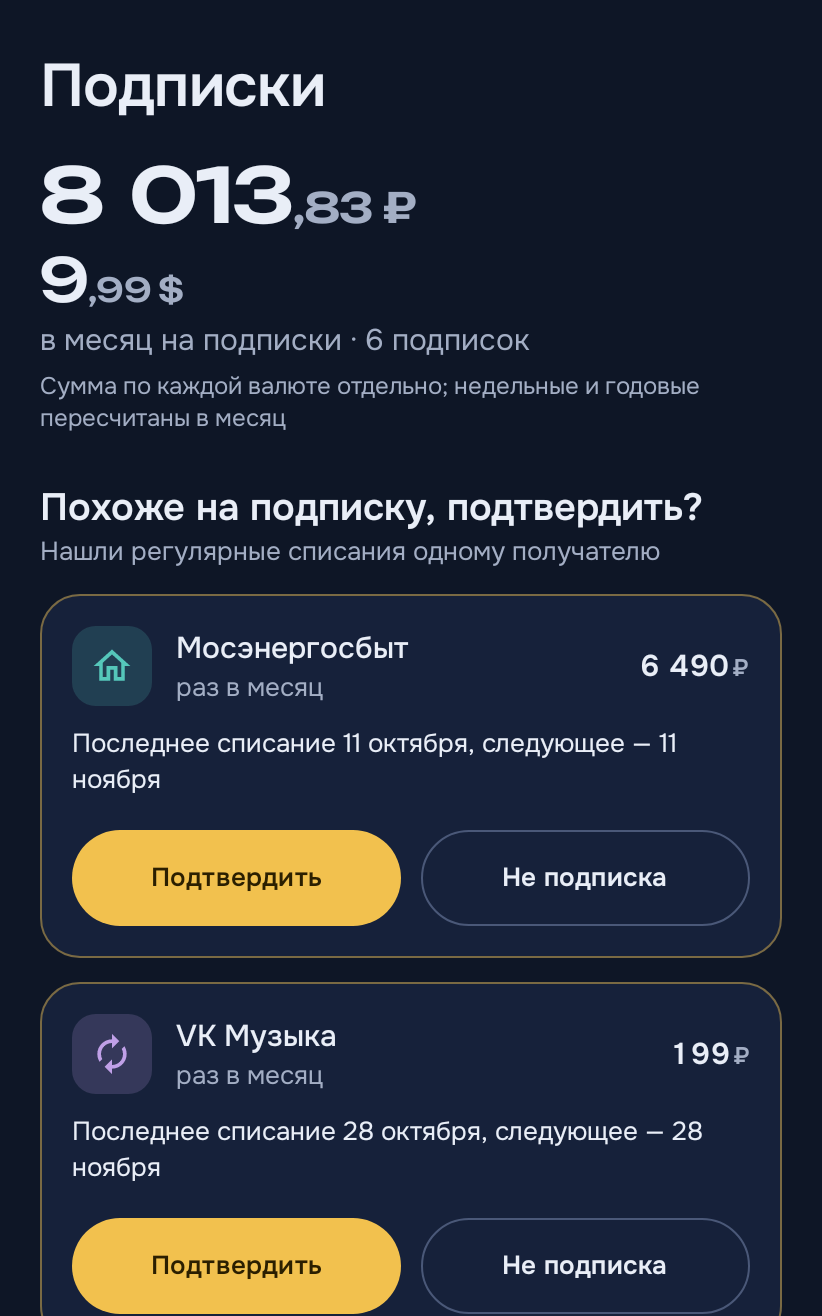 Подписки
8 013,83 ₽
9,99 $
в месяц на подписки · 6 подписок
Сумма по каждой валюте отдельно; недельные и годовые
пересчитаны в месяц
Похоже на подписку, подтвердить?
Нашли регулярные списания одному получателю
Мосэнергосбыт
6 490 ₽
раз в месяц
Последнее списание 11 октября, следующее — 11
ноября
Подтвердить
Не подписка
VK Музыка
199 ₽
раз в месяц
Последнее списание 28 октября, следующее — 28
ноября
Подтвердить
Не подписка